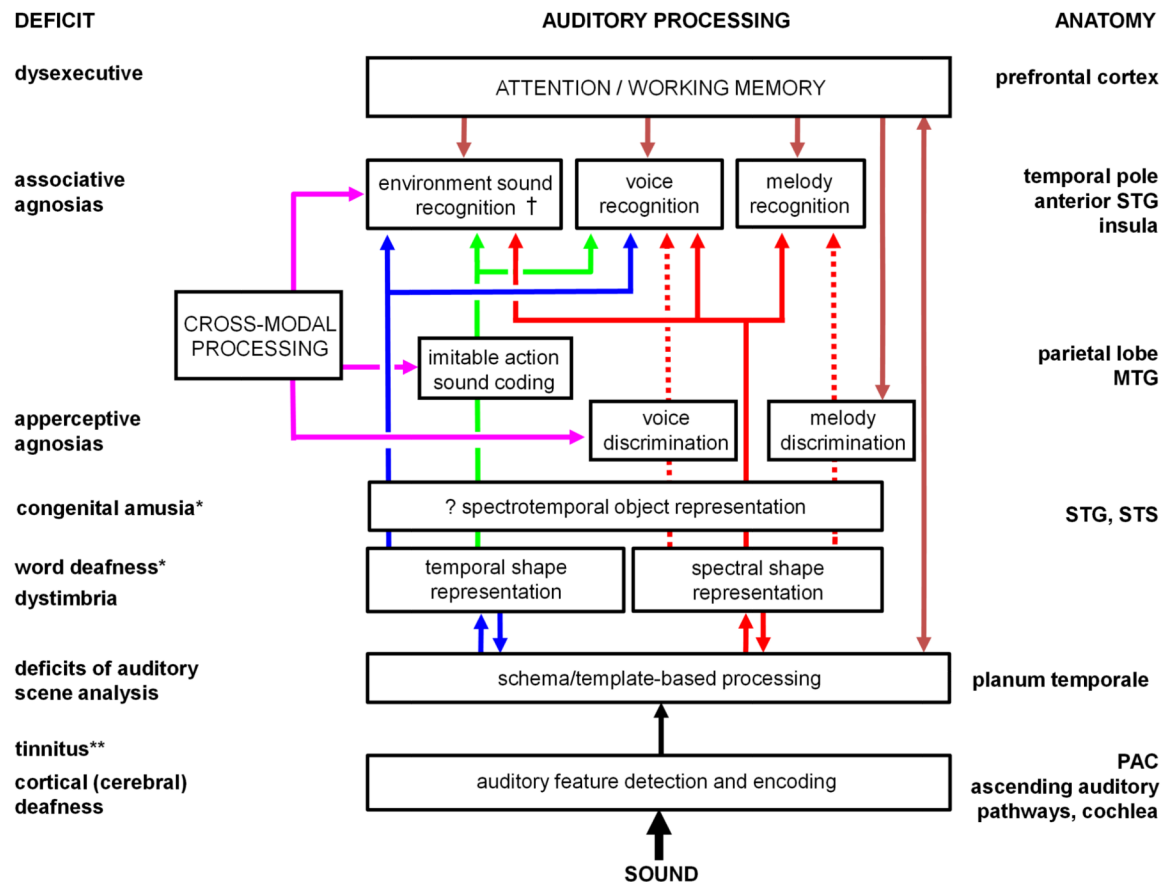 DEFICIT
AUDITORY PROCESSING
ANATOMY
dysexecutive
ATTENTION / WORKING MEMORY
prefrontal cortex
associative
agnosias
environment sound
recognition †
voice
recognition
melody
recognition
temporal pole
anterior STG
insula
CROSS-MODAL
PROCESSING
imitable action
sound coding
parietal lobe
MTG
apperceptive
agnosias
voice
discrimination
melody
discrimination
congenital amusia*
? spectrotemporal object representation
STG, STS
word deafness*
dystimbria
temporal shape
representation
spectral shape
representation
deficits of auditory
scene analysis
schema/template-based processing
planum temporale
tinnitus**
cortical (cerebral)
deafness
auditory feature detection and encoding
PAC
ascending auditory
pathways, cochlea
SOUND